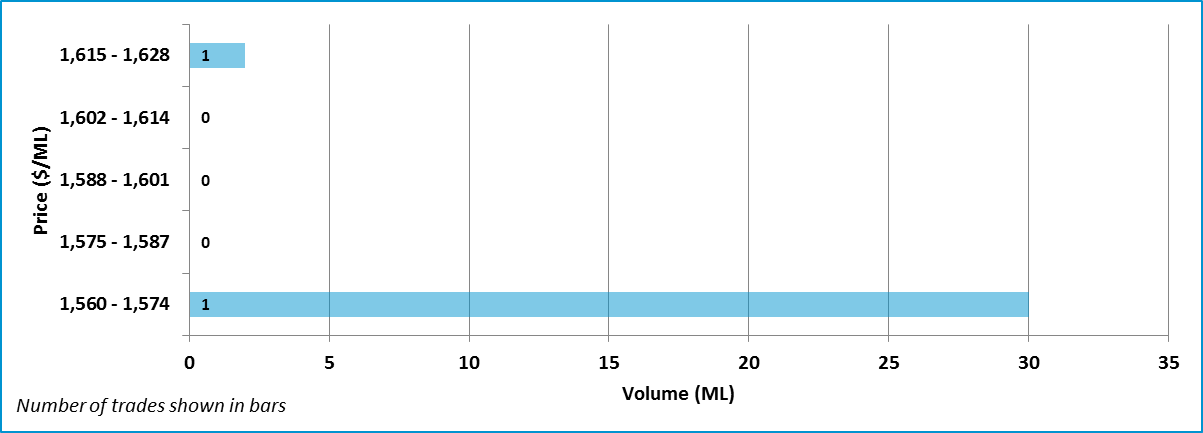 Price ($/ML)
1,615 - 1,628
1
1,602 - 1,614
0
1,588 - 1,601
0
1,575 - 1,587
0
1,560 - 1,574
1
0 5 10 15 20 25 30 35
Volume (ML)
Number of trades shown in bars